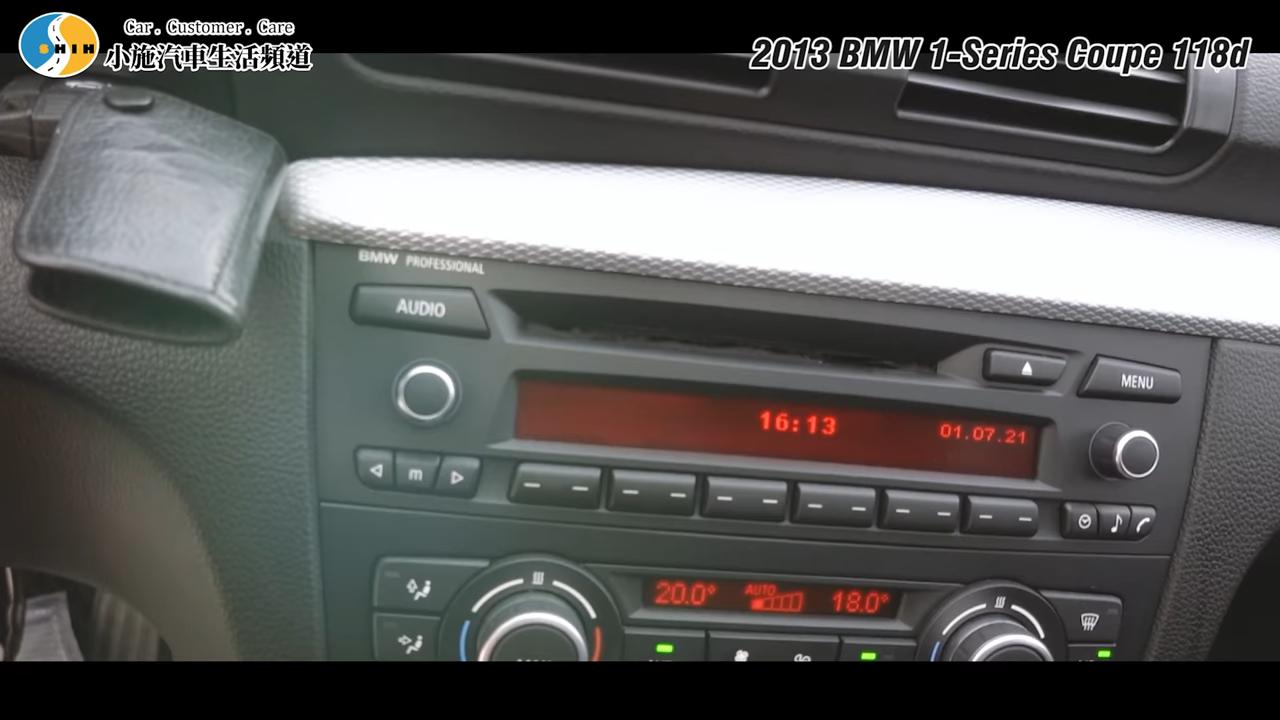 Car. Customer. Care
SHIH
小施汽車生活頻道
2013 BMW 1-Series Coupe 118d
BMW PROFESSIONAL
AUDIO
MENU
16:13
01.07.21
m
20.0°
AUTO
18.0°